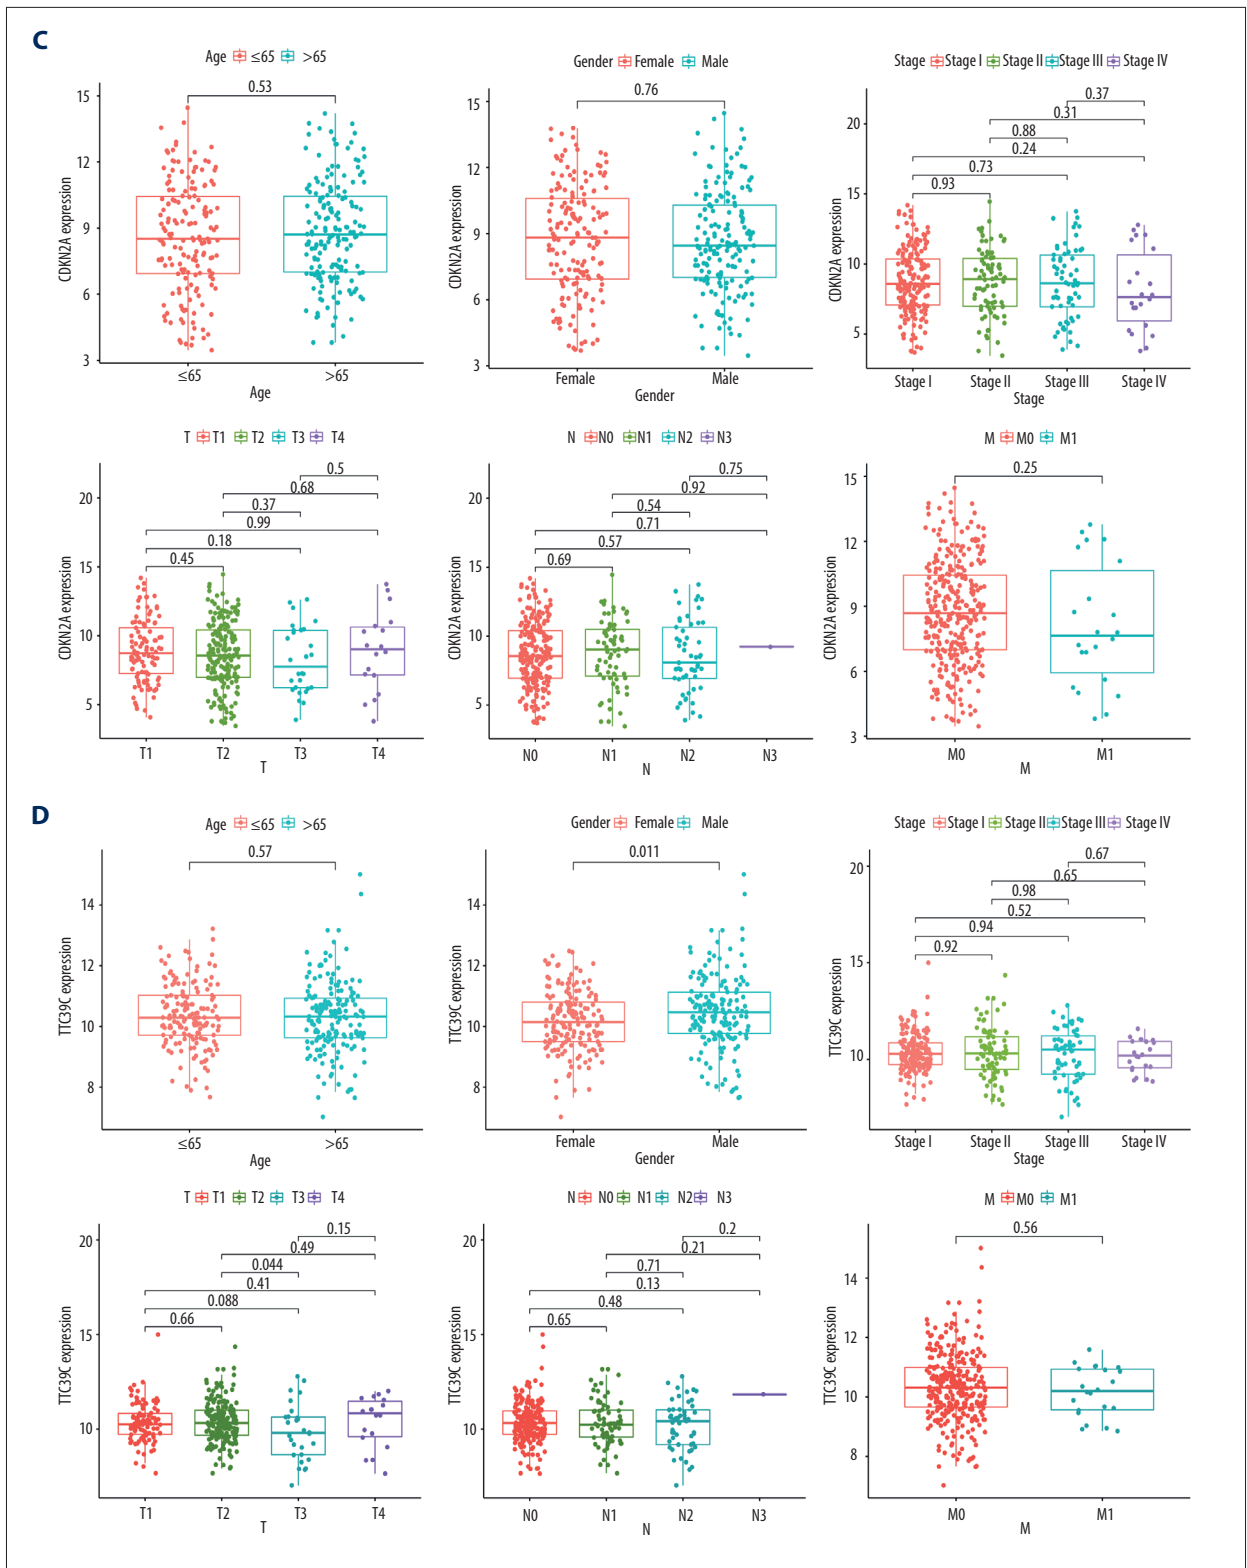 C
Age ≤65 >65
CDKN2A expression
15
12
9
6
3
0.53
≤65 >65
Age
Gender Female Male
CDKN2A expression
15
12
9
6
3
0.76
Female Male
Gender
Stage Stage I Stage II Stage III Stage IV
CDKN2A expression
20
15
10
5
0.37
0.31
0.88
0.24
0.73
0.93
Stage I Stage II Stage III Stage IV
Stage
T T1 T2 T3 T4
CDKN2A expression
20
15
10
5
0.5
0.68
0.37
0.99
0.18
0.45
T1 T2 T3 T4
T
N N0 N1 N2 N3
CDKN2A expression
20
15
10
5
0.75
0.92
0.54
0.71
0.57
0.69
N0 N1 N2 N3
N
M M0 M1
CDKN2A expression
15
12
9
6
3
0.25
M0 M1
M
D
Age ≤65 >65
TTC39C expression
14
12
10
8
0.57
≤65 >65
Age
Gender Female Male
TTC39C expression
14
12
10
8
0.011
Female Male
Gender
Stage Stage I Stage II Stage III Stage IV
TTC39C expression
20
15
10
0.67
0.65
0.98
0.52
0.94
0.92
Stage I Stage II Stage III Stage IV
Stage
T T1 T2 T3 T4
TTC39C expression
20
15
10
0.15
0.49
0.044
0.41
0.088
0.66
T1 T2 T3 T4
T
N N0 N1 N2 N3
TTC39C expression
20
15
10
0.2
0.21
0.71
0.13
0.48
0.65
N0 N1 N2 N3
N
M M0 M1
TTC39C expression
14
12
10
8
0.56
M0 M1
M